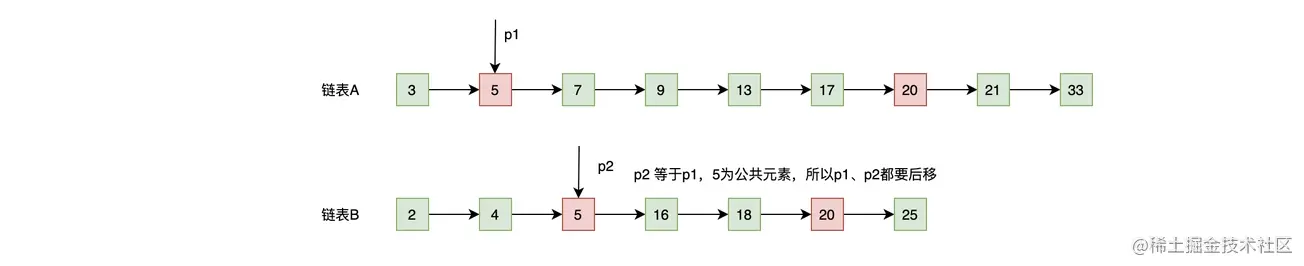 p1
链表A 3 5 7 9 13 17 20 21 33
p2 p2 等于p1，5为公共元素，所以p1、p2都要后移
链表B 2 4 5 16 18 20 25
@稀土掘金技术社区